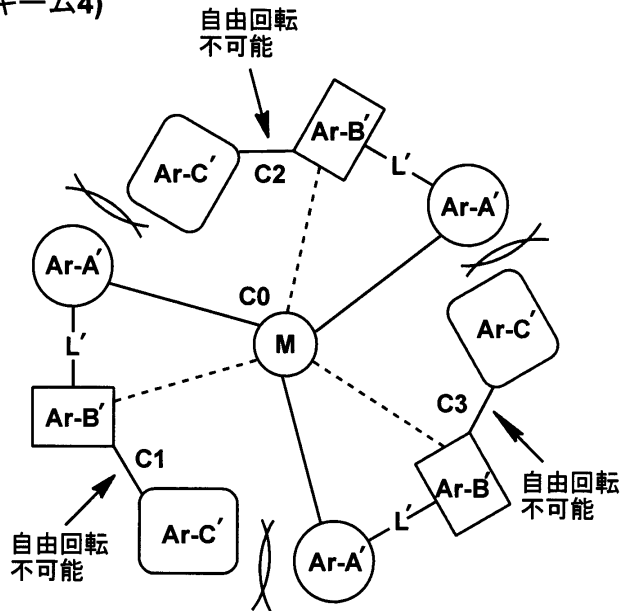 キーム4)
自由回転
不可能
Ar-B′
Ar-C′
C2
L′
Ar-A′
Ar-A′
C0
Ar-C′
M
L′
Ar-B′
C3
C1
Ar-B′
自由回転
不可能
Ar-C′
L′
自由回転
不可能
Ar-A′